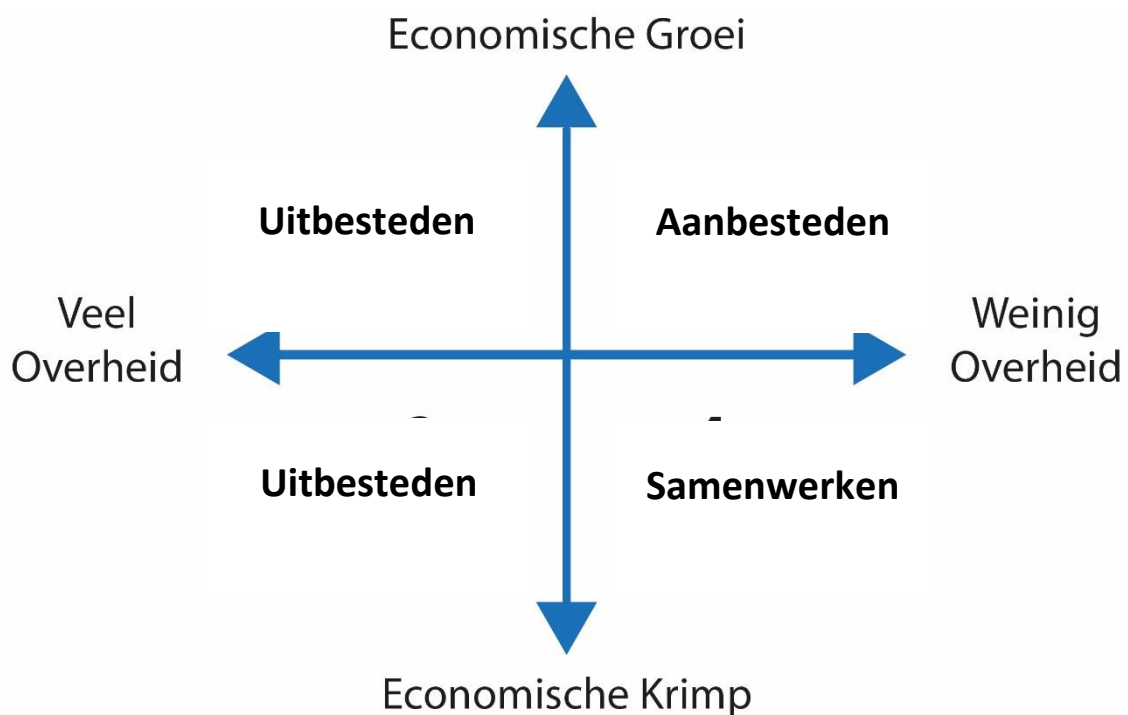 Economische Groei
Uitbesteden
Aanbesteden
Veel
Overheid
Weinig
Overheid
Uitbesteden
Samenwerken
Economische Krimp